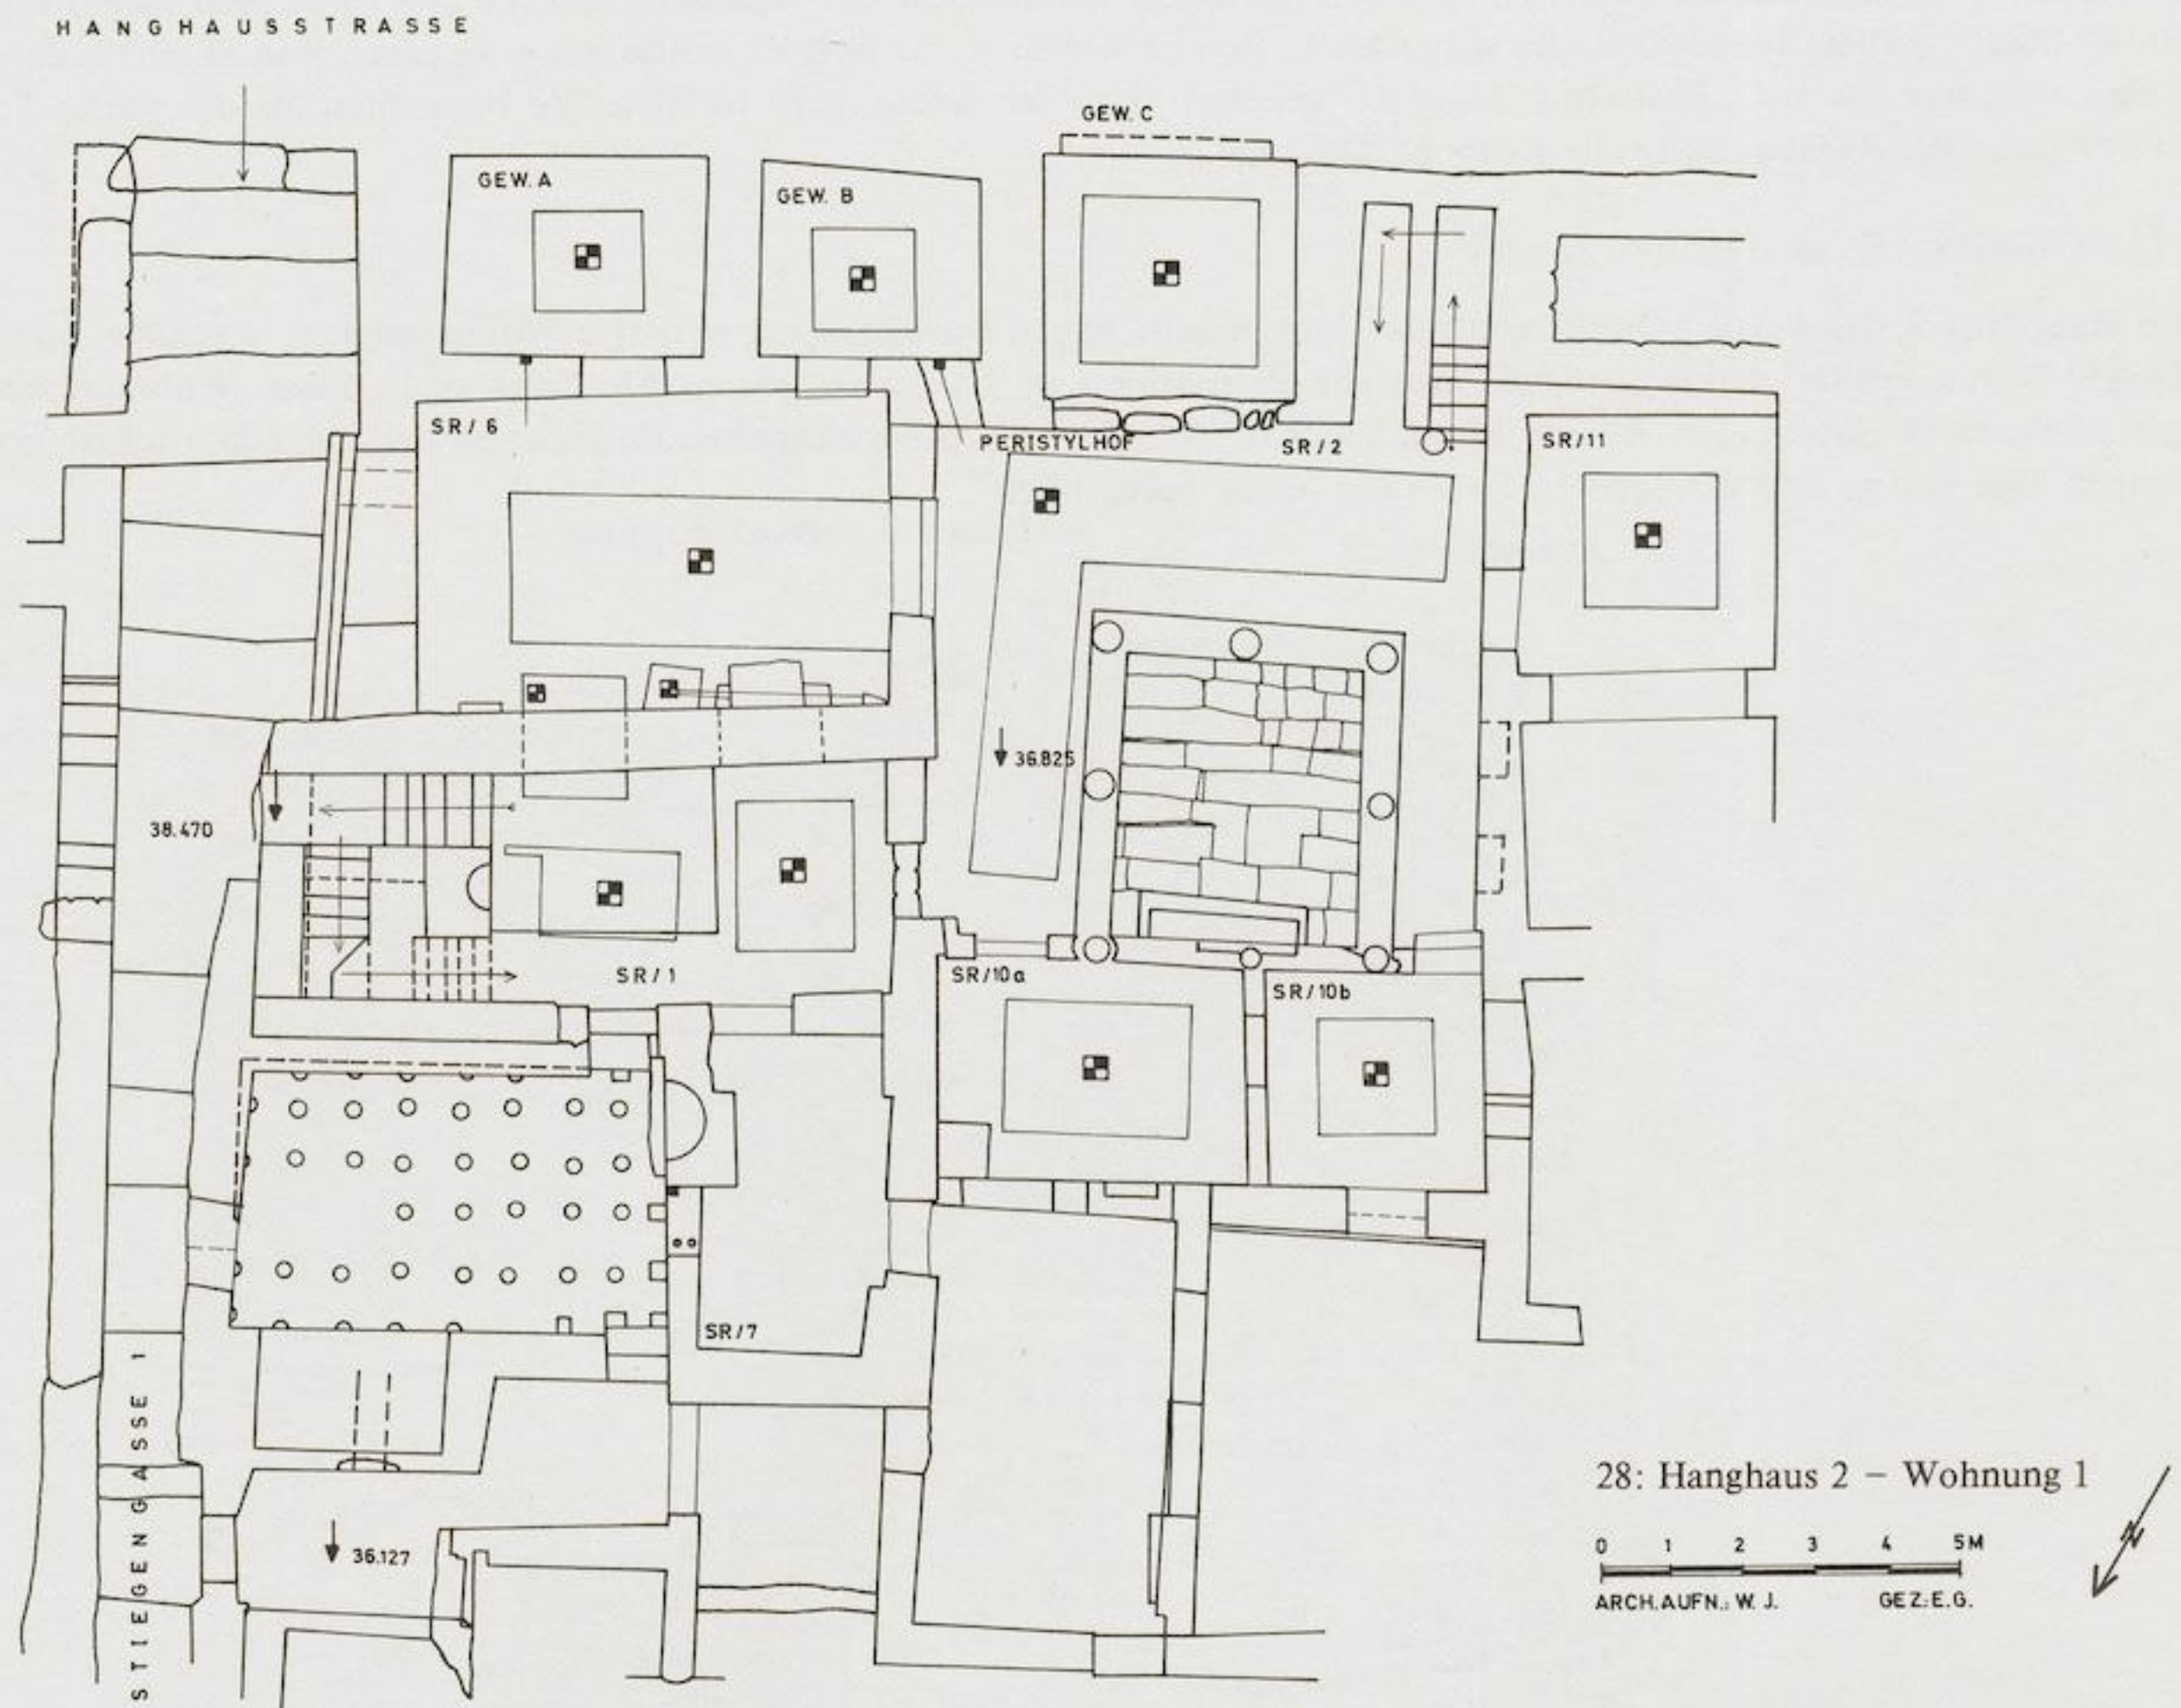 HANGHAUSSTRASSE
GEW. C
GEW. A
GEW. B
SR/6
PERISTYLHOF
SR/2
SR/11
36.825
38.470
SR/1
SR/10a
SR/10b
SR/7
STIEGENGASSE 1
36.127
28: Hanghaus 2 – Wohnung 1
0 1 2 3 4 5M
ARCH.AUFN.: W. J. GEZ.: E.G.
N